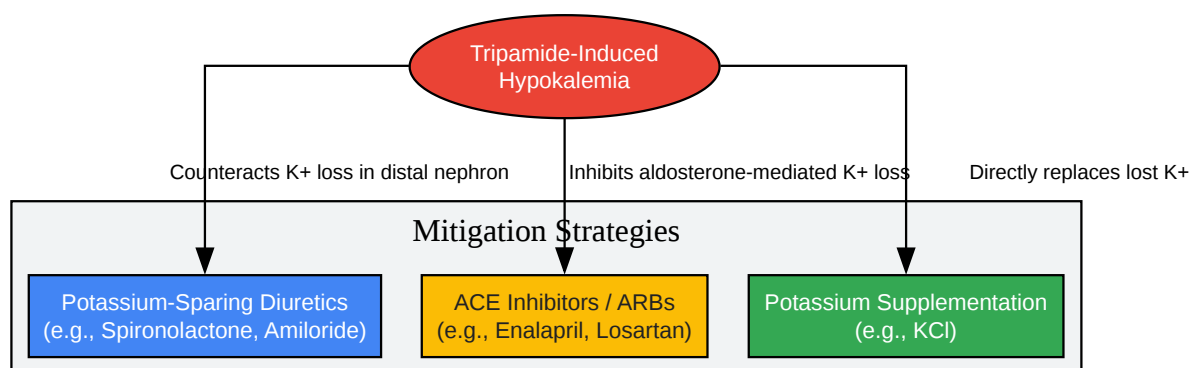 Tripamide-Induced
Hypokalemia
Counteracts K+ loss in distal nephron
Inhibits aldosterone-mediated K+ loss
Directly replaces lost K+
Mitigation Strategies
Potassium-Sparing Diuretics
(e.g., Spironolactone, Amiloride)
ACE Inhibitors / ARBs
(e.g., Enalapril, Losartan)
Potassium Supplementation
(e.g., KCl)